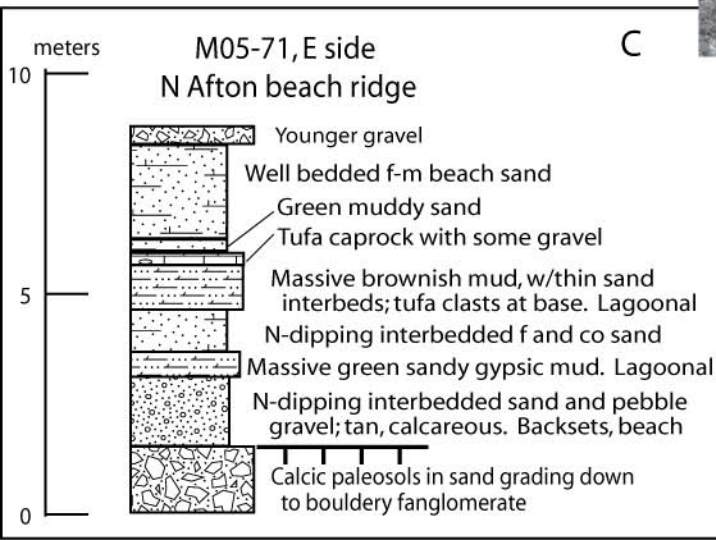 meters
M05-71, E side
C
10
N Afton beach ridge
Younger gravel
Well bedded f-m beach sand
Green muddy sand
Tufa caprock with some gravel
5
Massive brownish mud, w/thin sand
interbeds; tufa clasts at base. Lagoonal
N-dipping interbedded f and co sand
Massive green sandy gypsic mud. Lagoonal
N-dipping interbedded sand and pebble
gravel; tan, calcareous. Backsets, beach
Calcic paleosols in sand grading down
to bouldery fanglomerate
0